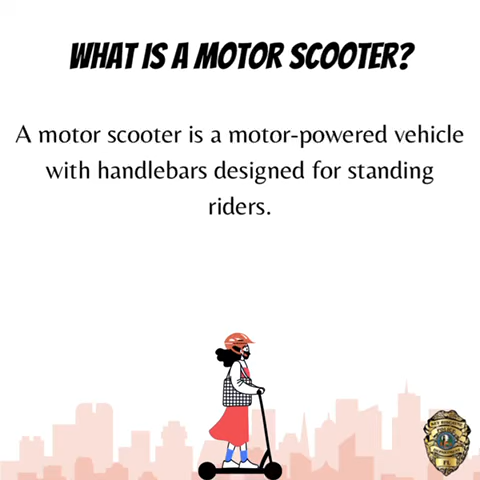 WHAT IS A MOTOR SCOOTER?
A motor scooter is a motor-powered vehicle
with handlebars designed for standing
riders.